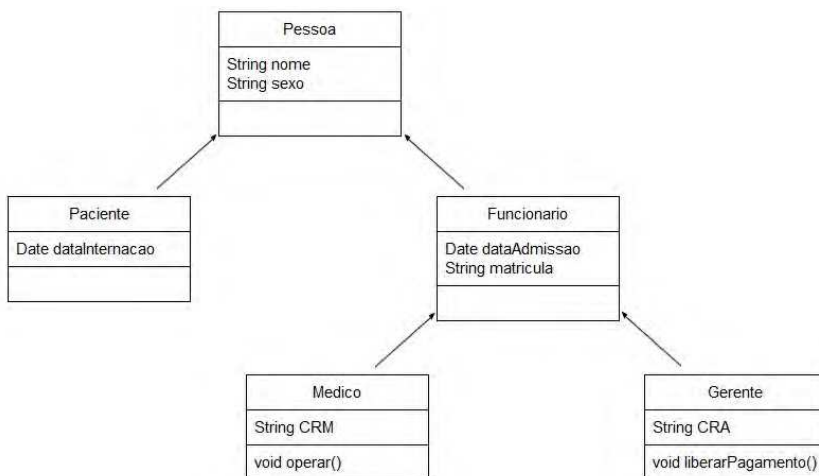 Pessoa
String nome
String sexo
Paciente
Date dataInternacao
Funcionario
Date dataAdmissao
String matricula
Medico
String CRM
void operar()
Gerente
String CRA
void liberarPagamento()